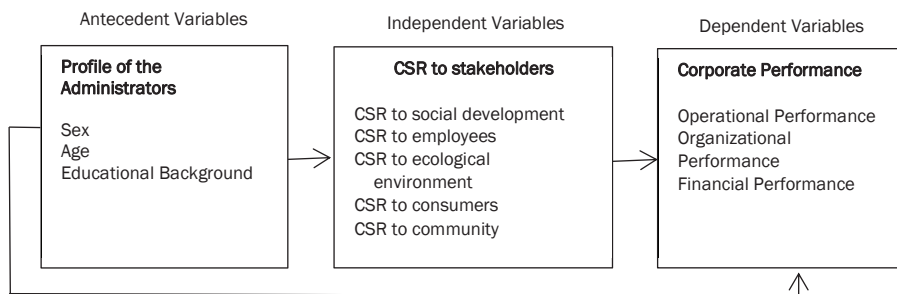 Antecedent Variables
Independent Variables
Dependent Variables
Profile of the
Administrators
Sex
Age
Educational Background
CSR to stakeholders
CSR to social development
CSR to employees
CSR to ecological
environment
CSR to consumers
CSR to community
Corporate Performance
Operational Performance
Organizational
Performance
Financial Performance